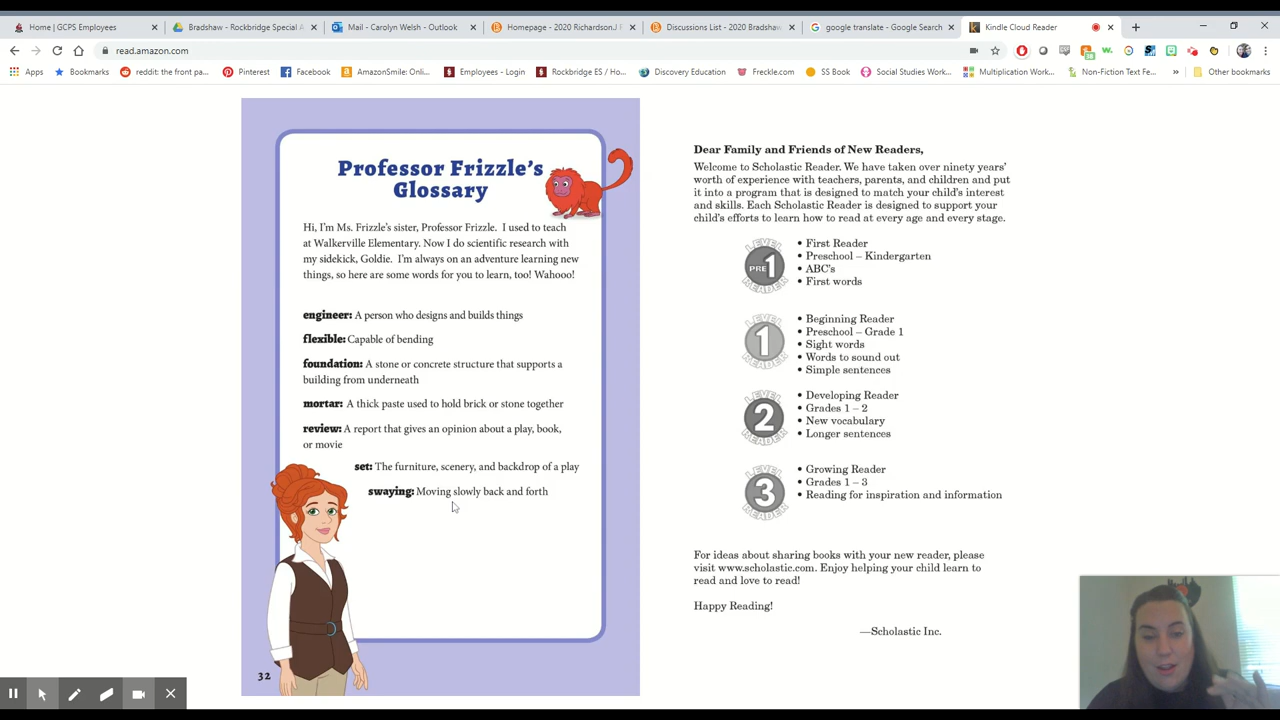 Home | GCPS Employees
Bradshaw - Rockbridge Special A
Mail - Carolyn Welsh - Outlook
Homepage - 2020 Richardson.J F
Discussions List - 2020 Bradshaw
google translate - Google Search
Kindle Cloud Reader
read.amazon.com
Apps
Bookmarks
reddit: the front pa...
Pinterest
Facebook
AmazonSmile: Onli...
Employees - Login
Rockbridge ES / Ho...
Discovery Education
Freckle.com
SS Book
Social Studies Work...
Multiplication Work...
Non-Fiction Text Fe...
Other bookmarks
Professor Frizzle's
Glossary
Hi, I'm Ms. Frizzle's sister, Professor Frizzle. I used to teach
at Walkerville Elementary. Now I do scientific research with
my sidekick, Goldie. I'm always on an adventure learning new
things, so here are some words for you to learn, too! Wahooo!
engineer: A person who designs and builds things
flexible: Capable of bending
foundation: A stone or concrete structure that supports a
building from underneath
mortar: A thick paste used to hold brick or stone together
review: A report that gives an opinion about a play, book,
or movie
set: The furniture, scenery, and backdrop of a play
swaying: Moving slowly back and forth
32
Dear Family and Friends of New Readers,
Welcome to Scholastic Reader. We have taken over ninety years'
worth of experience with teachers, parents, and children and put
it into a program that is designed to match your child's interest
and skills. Each Scholastic Reader is designed to support your
child's efforts to learn how to read at every age and every stage.
LEVEL
PRE 1
READER
• First Reader
• Preschool – Kindergarten
• ABC's
• First words
LEVEL
1
READER
• Beginning Reader
• Preschool – Grade 1
• Sight words
• Words to sound out
• Simple sentences
LEVEL
2
READER
• Developing Reader
• Grades 1 – 2
• New vocabulary
• Longer sentences
LEVEL
3
READER
• Growing Reader
• Grades 1 – 3
• Reading for inspiration and information
For ideas about sharing books with your new reader, please
visit www.scholastic.com. Enjoy helping your child learn to
read and love to read!
Happy Reading!
—Scholastic Inc.